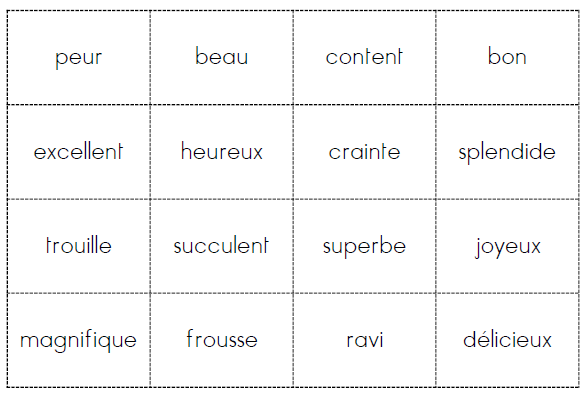 peur beau content bon
excellent heureux crainte splendide
trouille succulent superbe joyeux
magnifique frousse ravi délicieux